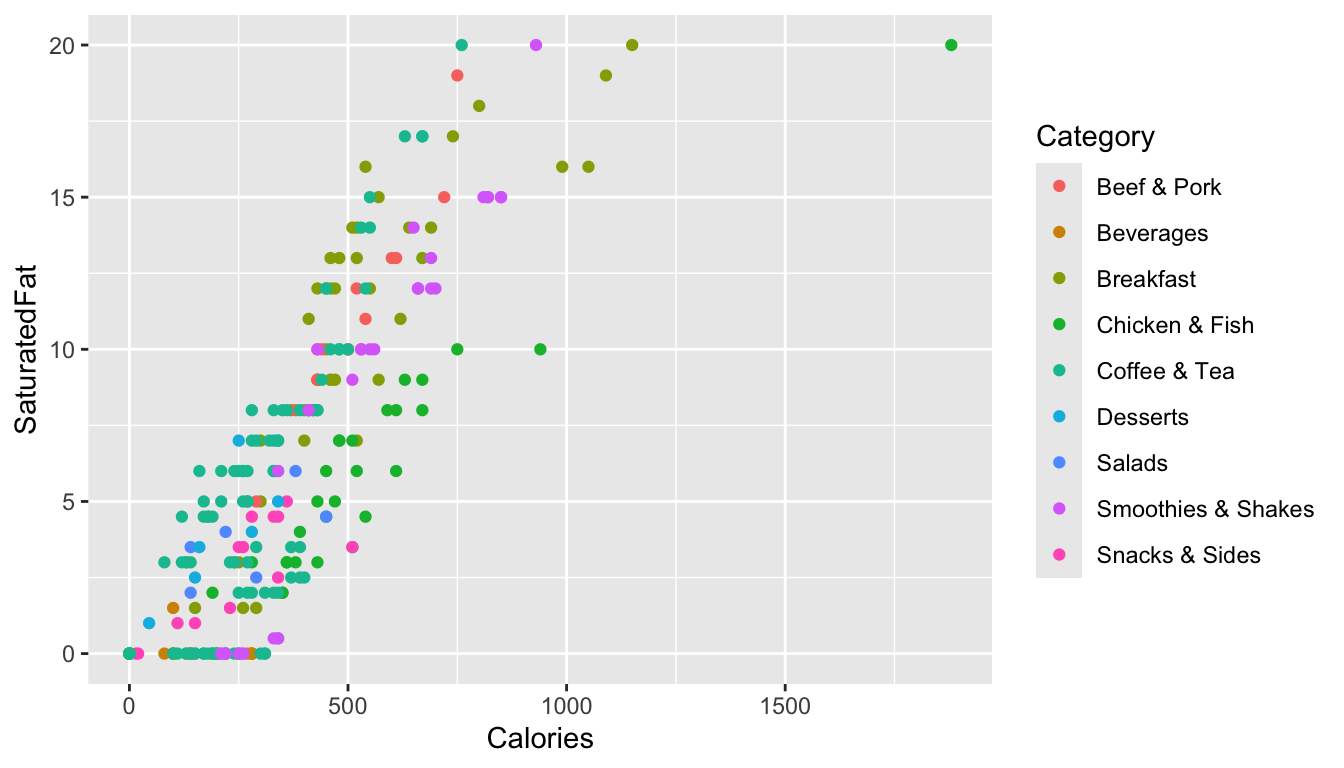 20
15
10
5
0
SaturatedFat
0 500 1000 1500
Calories
Category
Beef & Pork
Beverages
Breakfast
Chicken & Fish
Coffee & Tea
Desserts
Salads
Smoothies & Shakes
Snacks & Sides